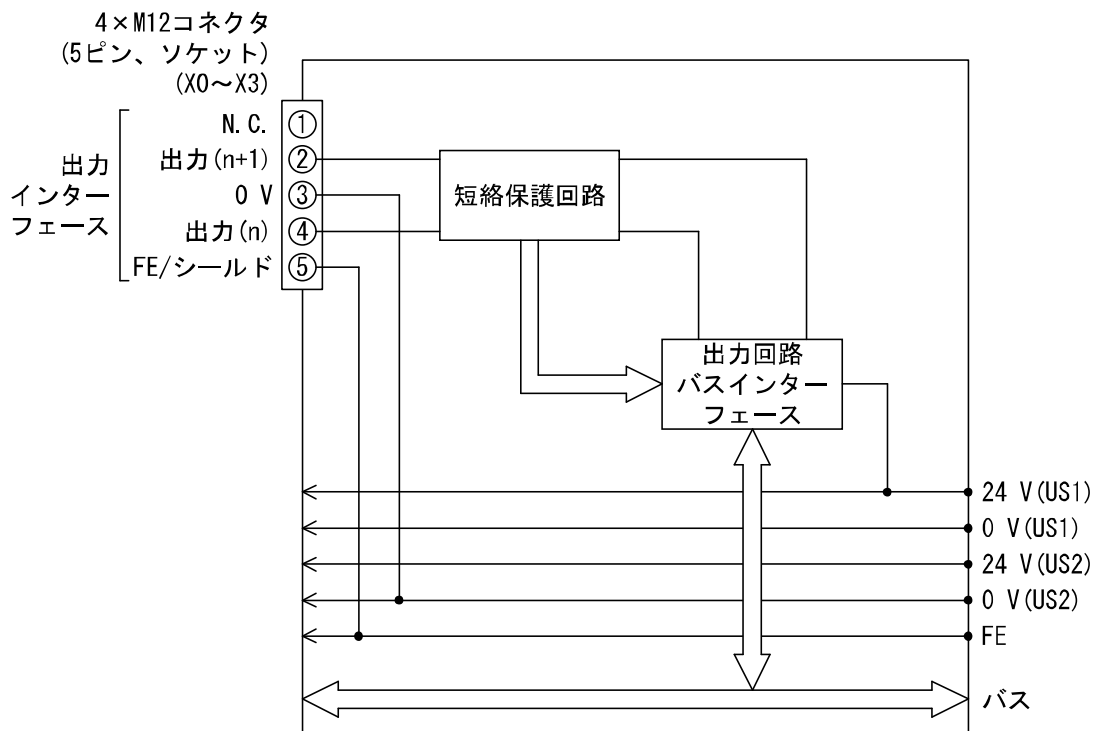 4×M12コネクタ
(5ピン、ソケット)
(X0～X3)
出力
インター
フェース
N.C. ①
出力(n+1) ②
0 V ③
出力(n) ④
FE/シールド ⑤
短絡保護回路
出力回路
バスインター
フェース
24 V(US1)
0 V(US1)
24 V(US2)
0 V(US2)
FE
バス